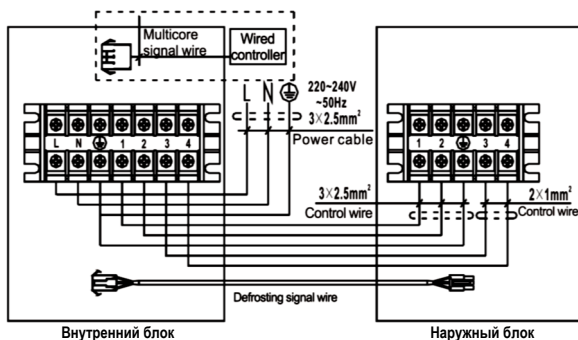 Multicore
signal wire
Wired
controller
L N
220~240V
~50Hz
3×2.5mm²
Power cable
L N 1 2 3 4
1 2 3 4
3×2.5mm²
Control wire
2×1mm²
Control wire
Defrosting signal wire
Внутренний блок
Наружный блок